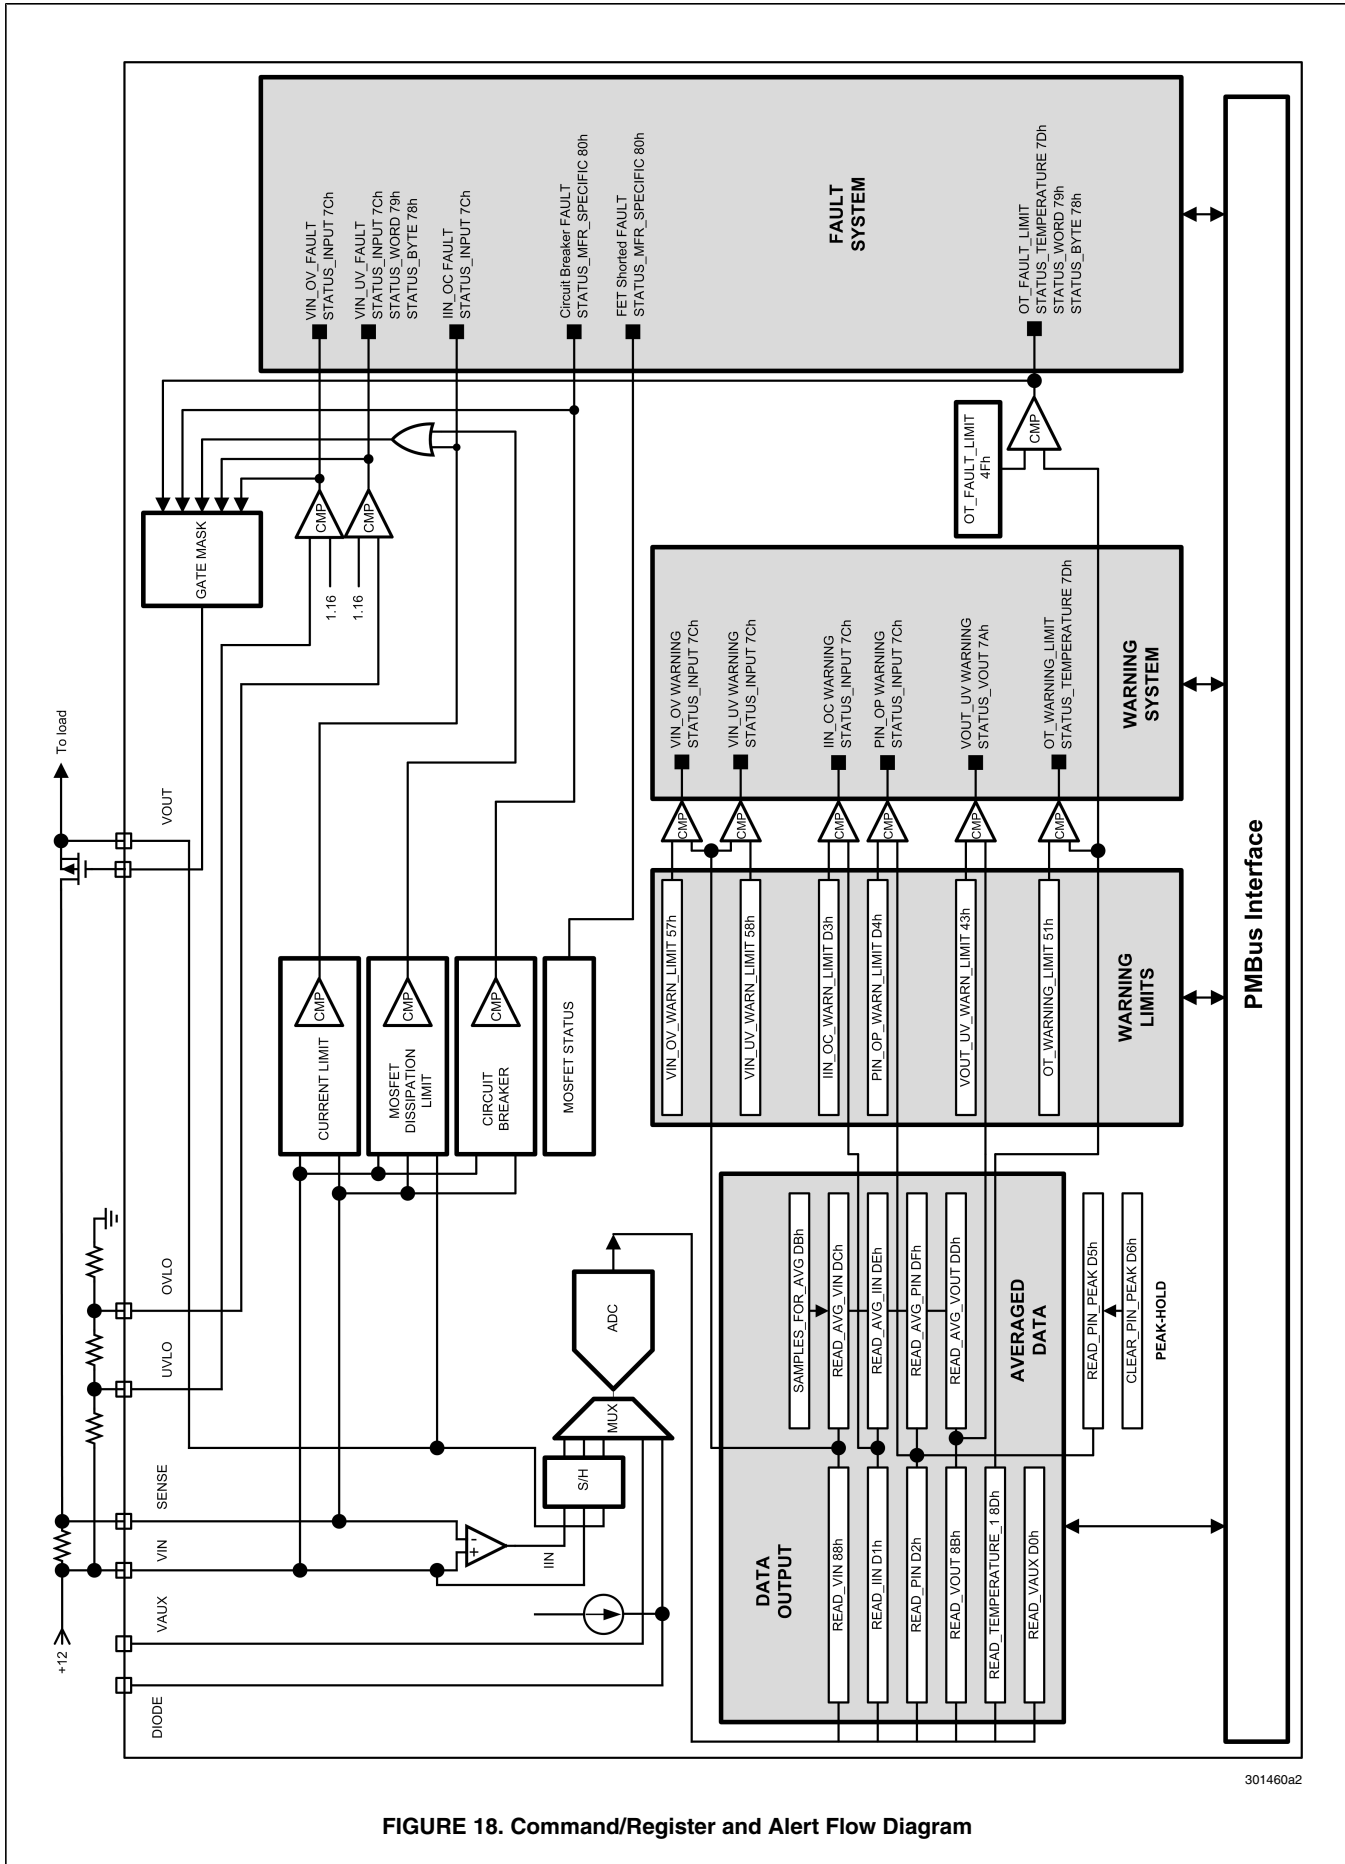 +12
DIODE
VAUX
VIN
SENSE
UVLO
OVLO
VOUT
To load
IIN
S/H
MUX
ADC
CURRENT LIMIT
CMP
MOSFET
DISSIPATION
LIMIT
CMP
CIRCUIT
BREAKER
CMP
MOSFET STATUS
GATE MASK
1.16
1.16
CMP
CMP
VIN_OV_FAULT
STATUS_INPUT 7Ch
VIN_UV_FAULT
STATUS_INPUT 7Ch
STATUS_WORD 79h
STATUS_BYTE 78h
IIN_OC FAULT
STATUS_INPUT 7Ch
Circuit Breaker FAULT
STATUS_MFR_SPECIFIC 80h
FET Shorted FAULT
STATUS_MFR_SPECIFIC 80h
FAULT
SYSTEM
OT_FAULT_LIMIT
STATUS_TEMPERATURE 7Dh
STATUS_WORD 79h
STATUS_BYTE 78h
OT_FAULT_LIMIT
4Fh
CMP
DATA
OUTPUT
READ_VIN 88h
READ_IIN D1h
READ_PIN D2h
READ_VOUT 8Bh
READ_TEMPERATURE_1 8Dh
READ_VAUX D0h
SAMPLES_FOR_AVG DBh
READ_AVG_VIN DCh
READ_AVG_IIN DEh
READ_AVG_PIN DFh
READ_AVG_VOUT DDh
AVERAGED
DATA
READ_PIN_PEAK D5h
CLEAR_PIN_PEAK D6h
PEAK-HOLD
VIN_OV_WARN_LIMIT 57h
VIN_UV_WARN_LIMIT 58h
IIN_OC_WARN_LIMIT D3h
PIN_OP_WARN_LIMIT D4h
VOUT_UV_WARN_LIMIT 43h
OT_WARNING_LIMIT 51h
WARNING
LIMITS
CMP
CMP
CMP
CMP
CMP
CMP
VIN_OV WARNING
STATUS_INPUT 7Ch
VIN_UV WARNING
STATUS_INPUT 7Ch
IIN_OC WARNING
STATUS_INPUT 7Ch
PIN_OP WARNING
STATUS_INPUT 7Ch
VOUT_UV WARNING
STATUS_VOUT 7Ah
OT_WARNING_LIMIT
STATUS_TEMPERATURE 7Dh
WARNING
SYSTEM
PMBus Interface
301460a2
FIGURE 18. Command/Register and Alert Flow Diagram